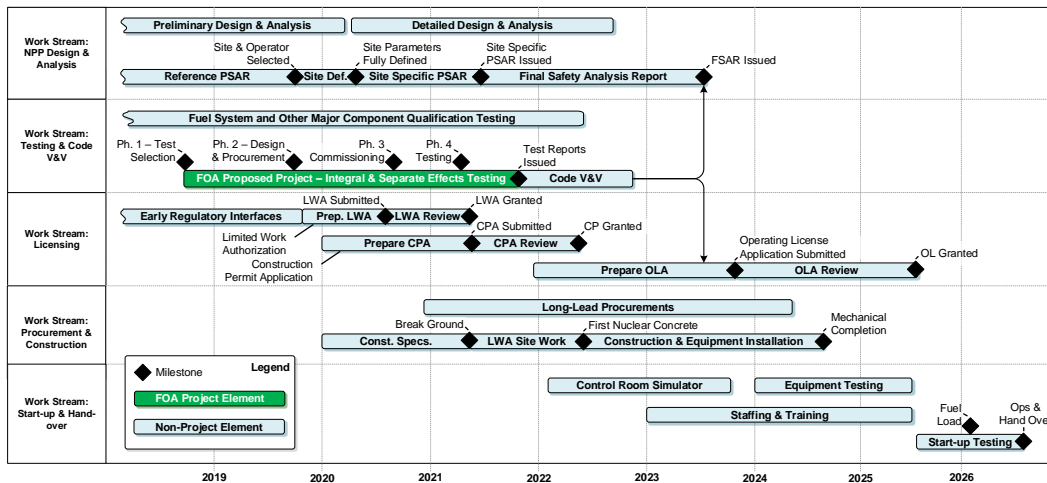 Work Stream:
NPP Design &
Analysis
Preliminary Design & Analysis
Detailed Design & Analysis
Site & Operator
Selected
Site Parameters
Fully Defined
Site Specific
PSAR Issued
FSAR Issued
Reference PSAR
Site Def.
Site Specific PSAR
Final Safety Analysis Report
Work Stream:
Testing & Code
V&V
Fuel System and Other Major Component Qualification Testing
Ph. 1 – Test
Selection
Ph. 2 – Design
& Procurement
Ph. 3
Commissioning
Ph. 4
Testing
Test Reports
Issued
FOA Proposed Project – Integral & Separate Effects Testing
Code V&V
Work Stream:
Licensing
LWA Submitted
LWA Granted
Early Regulatory Interfaces
Prep. LWA
LWA Review
Limited Work
Authorization
CPA Submitted
CP Granted
Prepare CPA
CPA Review
Construction
Permit Application
Operating License
Application Submitted
OL Granted
Prepare OLA
OLA Review
Work Stream:
Procurement &
Construction
Long-Lead Procurements
Break Ground
First Nuclear Concrete
Mechanical
Completion
Const. Specs.
LWA Site Work
Construction & Equipment Installation
Work Stream:
Start-up & Hand-
over
Legend
Milestone
FOA Project Element
Non-Project Element
Control Room Simulator
Equipment Testing
Staffing & Training
Fuel
Load
Ops &
Hand Over
Start-up Testing
2019
2020
2021
2022
2023
2024
2025
2026